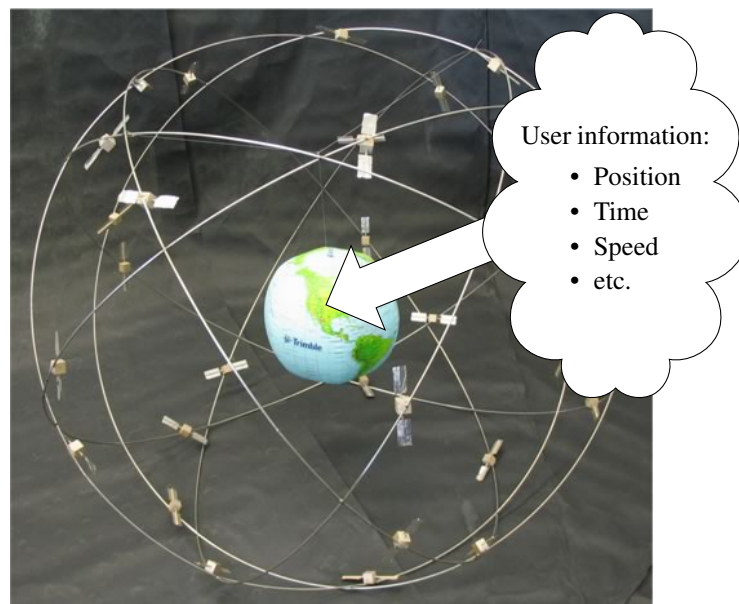 User information:
• Position
• Time
• Speed
• etc.
Trimble